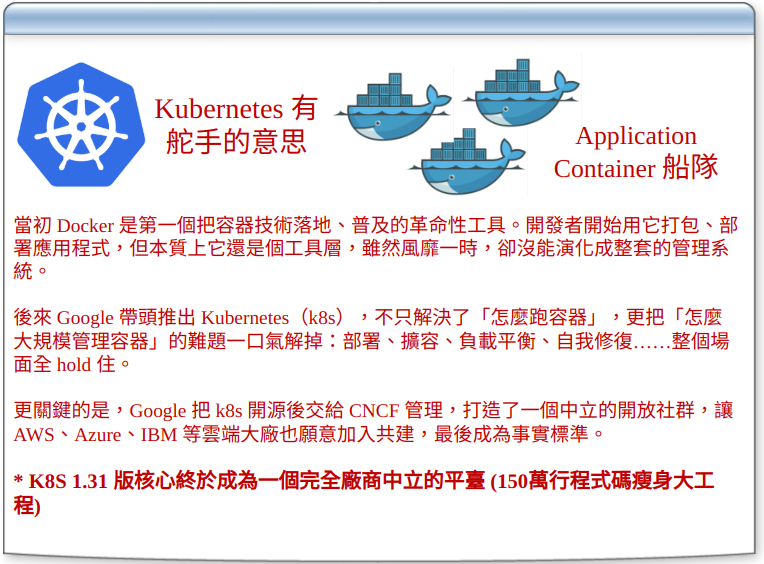 Kubernetes 有
舵手的意思
Application
Container 船隊
當初 Docker 是第一個把容器技術落地、普及的革命性工具。開發者開始用它打包、部
署應用程式，但本質上它還是個工具層，雖然風靡一時，卻沒能演化成整套的管理系
統。
後來 Google 帶頭推出 Kubernetes（k8s），不只解決了「怎麼跑容器」，更把「怎麼
大規模管理容器」的難題一口氣解掉：部署、擴容、負載平衡、自我修復……整個場
面全 hold 住。
更關鍵的是，Google 把 k8s 開源後交給 CNCF 管理，打造了一個中立的開放社群，讓
AWS、Azure、IBM 等雲端大廠也願意加入共建，最後成為事實標準。
* K8S 1.31 版核心終於成為一個完全廠商中立的平臺 (150萬行程式碼瘦身大工
程)